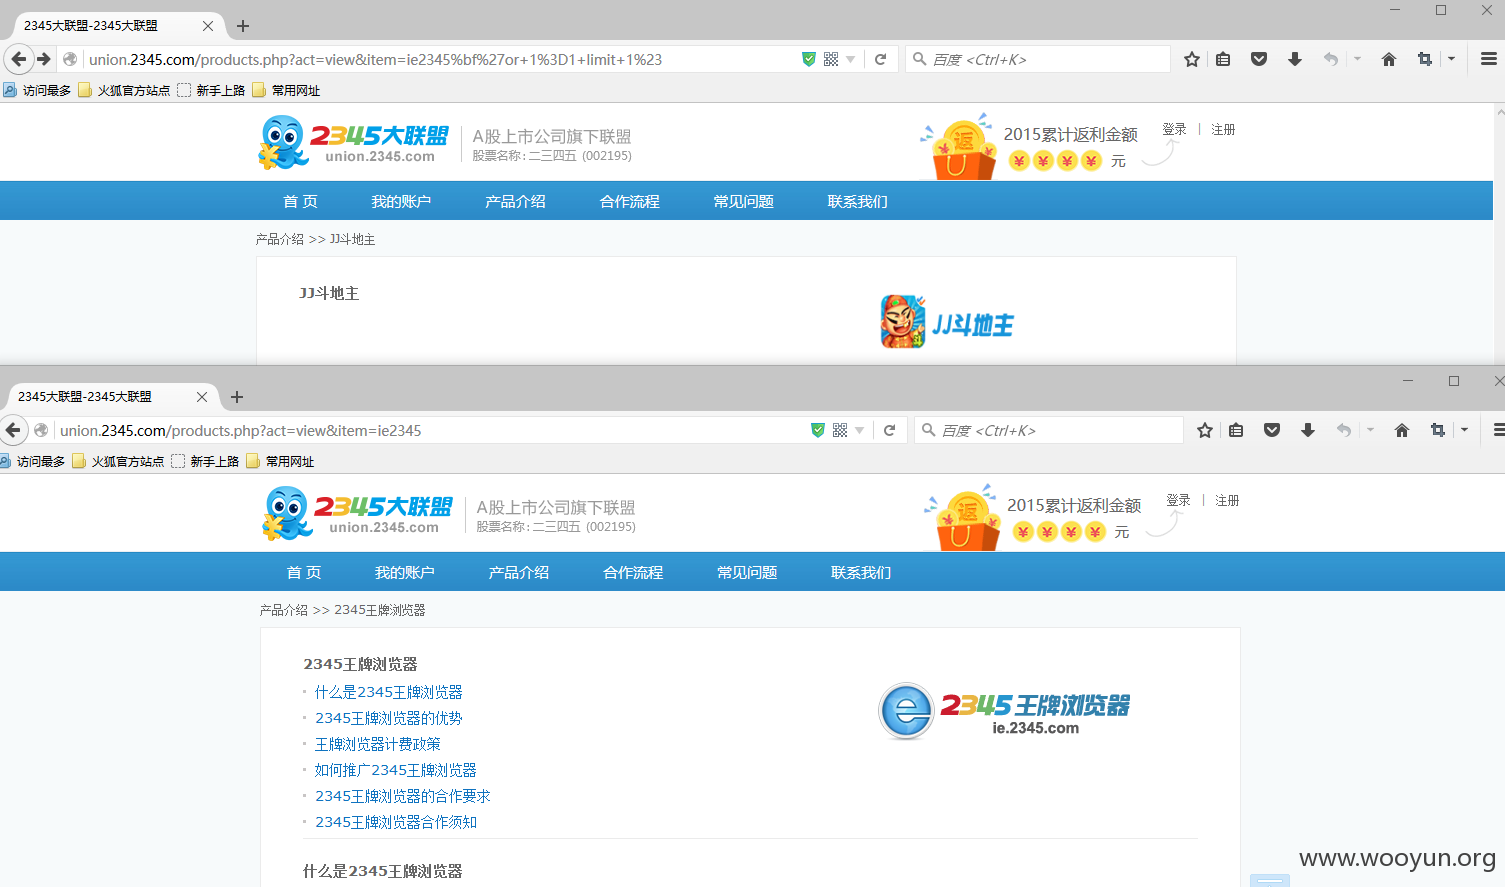 2345大联盟-2345大联盟
union.2345.com/products.php?act=view&item=ie2345%bf%27or+1%3D1+limit+1%23
百度 <Ctrl+K>
访问最多 火狐官方站点 新手上路 常用网址
2345大联盟
union.2345.com
A股上市公司旗下联盟
股票名称:二三四五 (002195)
返
2015累计返利金额
¥ ¥ ¥ ¥ 元
登录 | 注册
首 页 我的账户 产品介绍 合作流程 常见问题 联系我们
产品介绍 >> JJ斗地主
JJ斗地主
JJ斗地主
2345大联盟-2345大联盟
union.2345.com/products.php?act=view&item=ie2345
百度 <Ctrl+K>
访问最多 火狐官方站点 新手上路 常用网址
2345大联盟
union.2345.com
A股上市公司旗下联盟
股票名称:二三四五 (002195)
返
2015累计返利金额
¥ ¥ ¥ ¥ 元
登录 | 注册
首 页 我的账户 产品介绍 合作流程 常见问题 联系我们
产品介绍 >> 2345王牌浏览器
2345王牌浏览器
什么是2345王牌浏览器
2345王牌浏览器的优势
王牌浏览器计费政策
如何推广2345王牌浏览器
2345王牌浏览器的合作要求
2345王牌浏览器合作须知
2345王牌浏览器
ie.2345.com
什么是2345王牌浏览器
www.wooyun.org